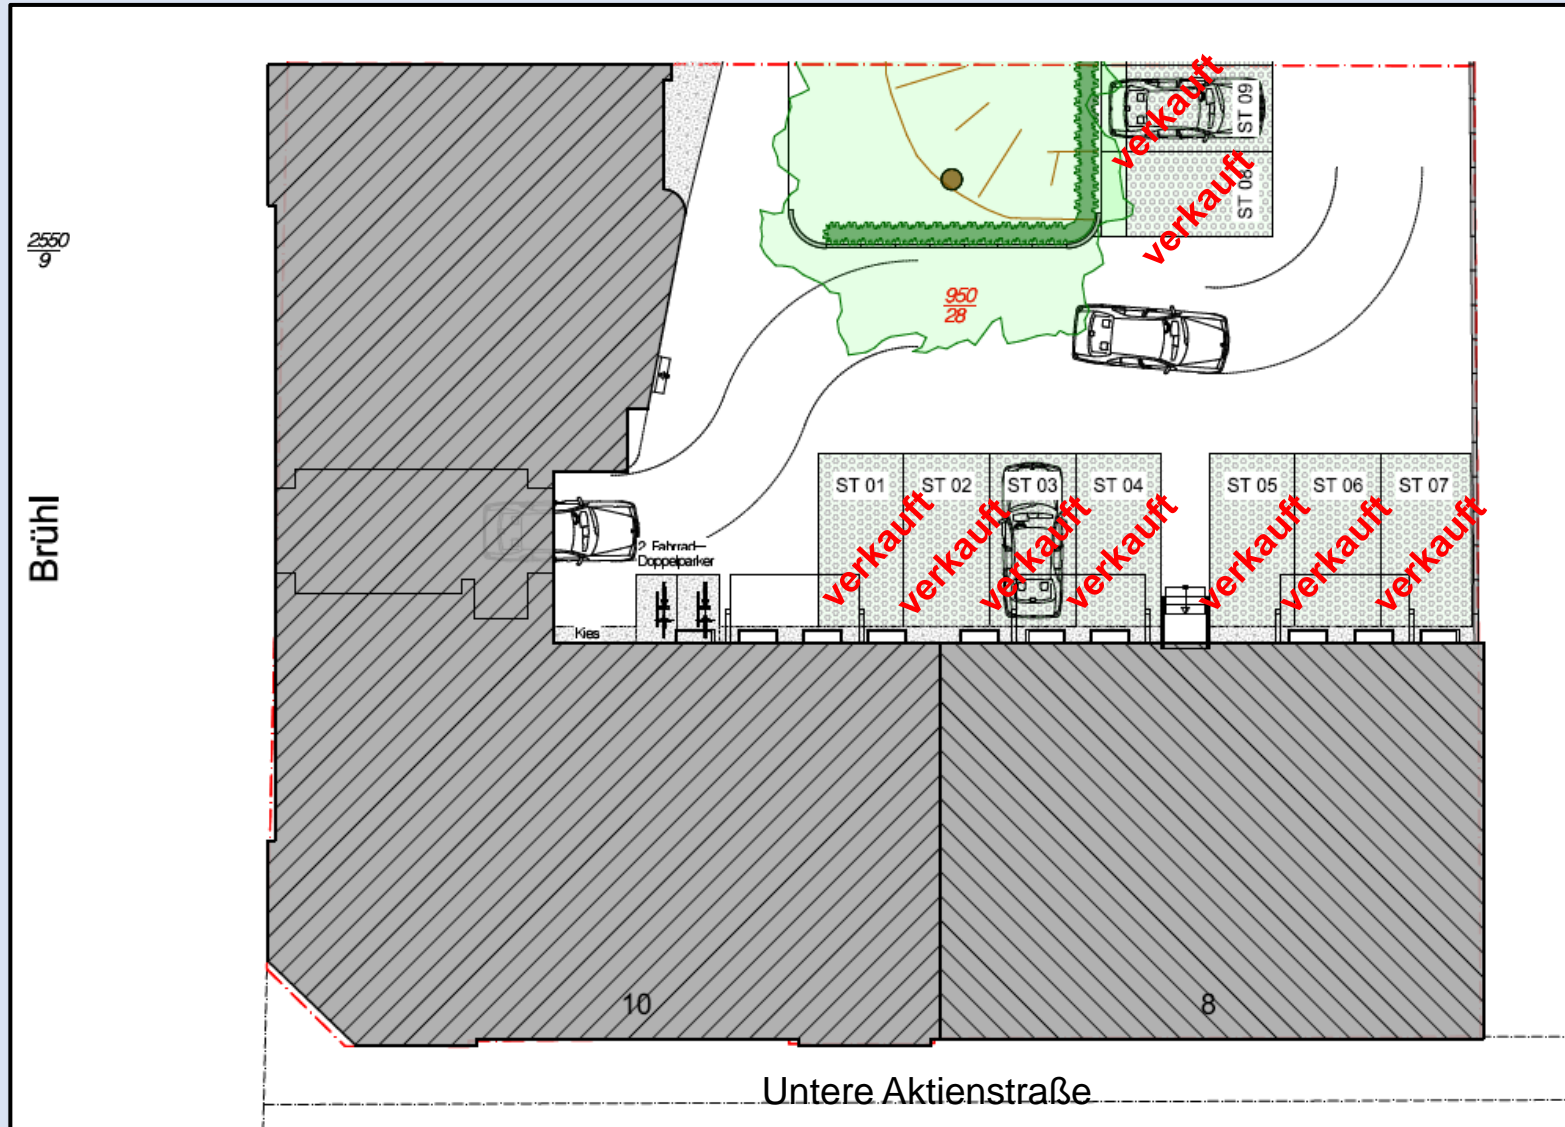 verkauft
ST 09
verkauft
ST 08
2550
9
950
28
Brühl
ST 01
ST 02
ST 03
ST 04
ST 05
ST 06
ST 07
verkauft
verkauft
verkauft
verkauft
verkauft
verkauft
verkauft
2 Fahrrad-
Doppelparker
Kies
10
8
Untere Aktienstraße